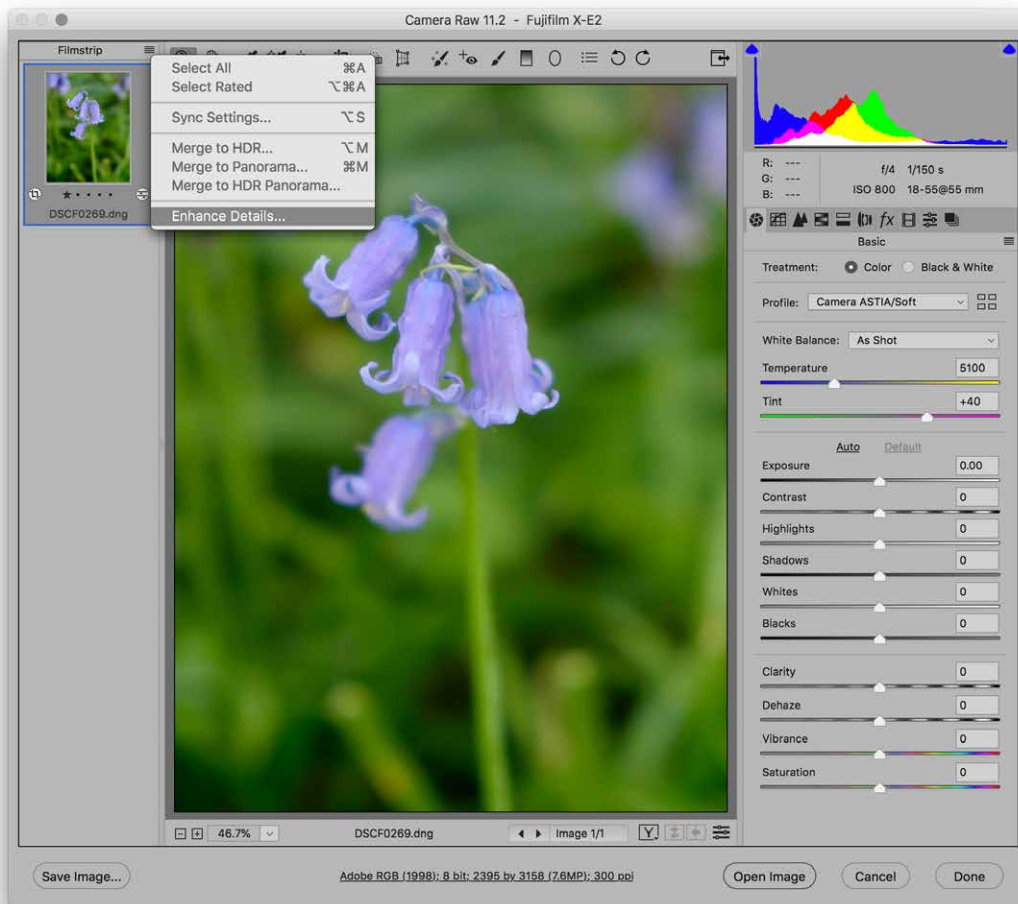 Camera Raw 11.2 - Fujifilm X-E2
Filmstrip
Select All ⌘A
Select Rated ⌥⌘A
Sync Settings... ⌥S
Merge to HDR... ⌥M
Merge to Panorama... ⌘M
Merge to HDR Panorama...
Enhance Details...
DSCF0269.dng
R: ---
G: ---
B: ---
f/4 1/150 s
ISO 800 18-55@55 mm
fx
Basic
Treatment: Color Black & White
Profile: Camera ASTIA/Soft
White Balance: As Shot
Temperature 5100
Tint +40
Auto Default
Exposure 0.00
Contrast 0
Highlights 0
Shadows 0
Whites 0
Blacks 0
Clarity 0
Dehaze 0
Vibrance 0
Saturation 0
46.7% DSCF0269.dng Image 1/1 Y
Save Image... Adobe RGB (1998); 8 bit; 2395 by 3158 (7.6MP); 300 ppi Open Image Cancel Done